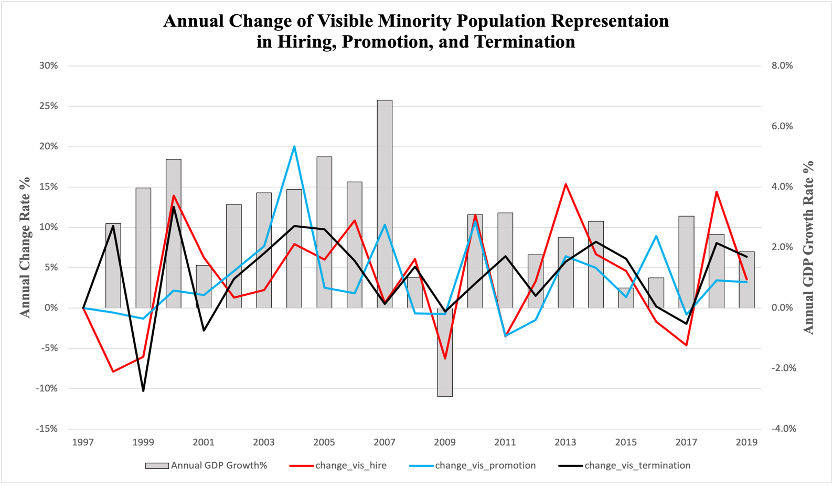 Annual Change of Visible Minority Population Representaion
in Hiring, Promotion, and Termination
30%
25%
20%
15%
10%
5%
0%
-5%
-10%
-15%
Annual Change Rate %
8.0%
6.0%
4.0%
2.0%
0.0%
-2.0%
-4.0%
Annual GDP Growth Rate %
1997 1999 2001 2003 2005 2007 2009 2011 2013 2015 2017 2019
Annual GDP Growth% change_vis_hire change_vis_promotion change_vis_termination